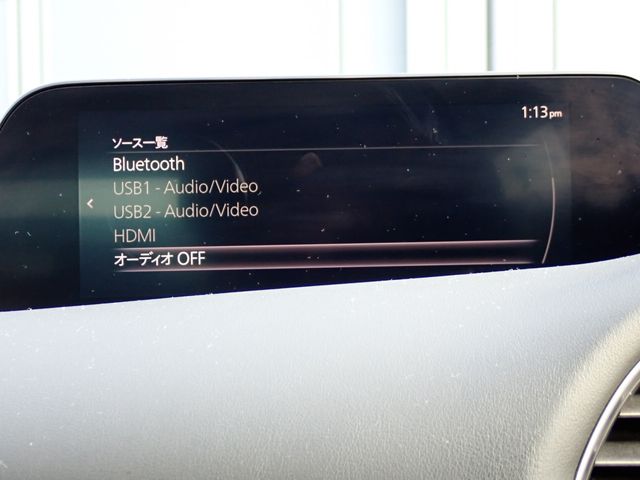 1:13pm
ソース一覧
Bluetooth
USB1 - Audio/Video
USB2 - Audio/Video
HDMI
オーディオ OFF